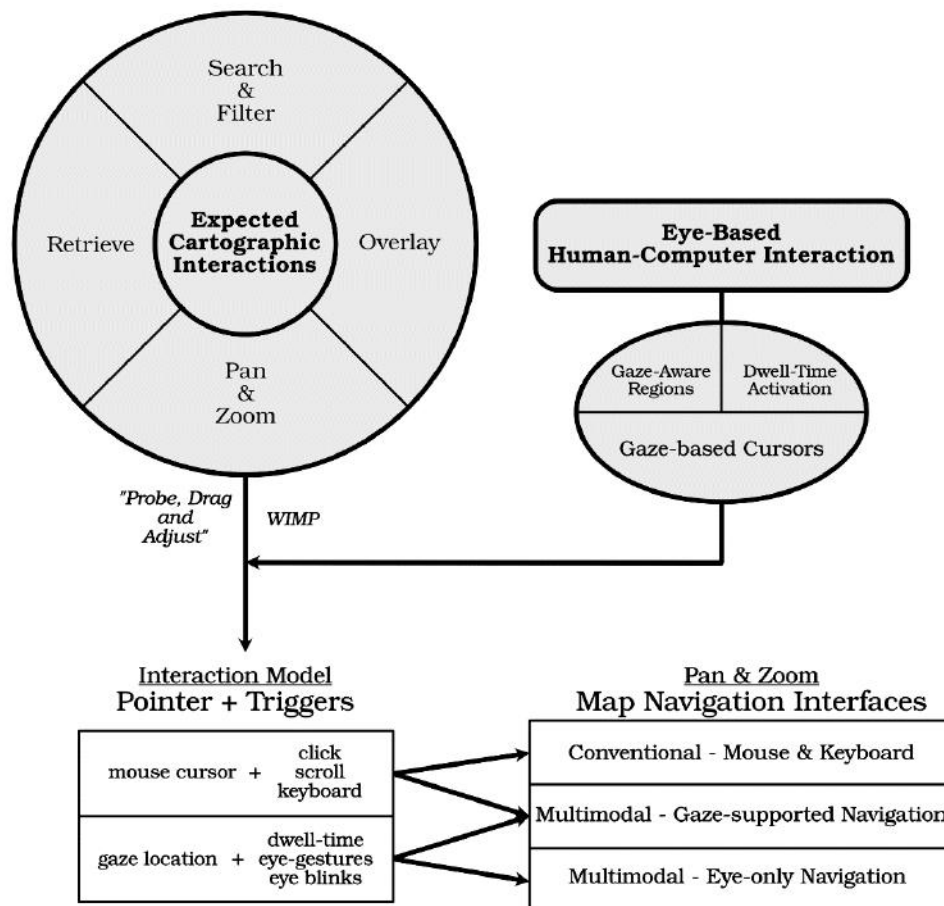 Search
&
Filter
Retrieve
Expected
Cartographic
Interactions
Overlay
Pan
&
Zoom
Eye-Based
Human-Computer Interaction
Gaze-Aware
Regions
Dwell-Time
Activation
Gaze-based Cursors
"Probe, Drag
and
Adjust"
WIMP
Interaction Model
Pointer + Triggers
mouse cursor + click
scroll
keyboard
gaze location + dwell-time
eye-gestures
eye blinks
Pan & Zoom
Map Navigation Interfaces
Conventional - Mouse & Keyboard
Multimodal - Gaze-supported Navigation
Multimodal - Eye-only Navigation